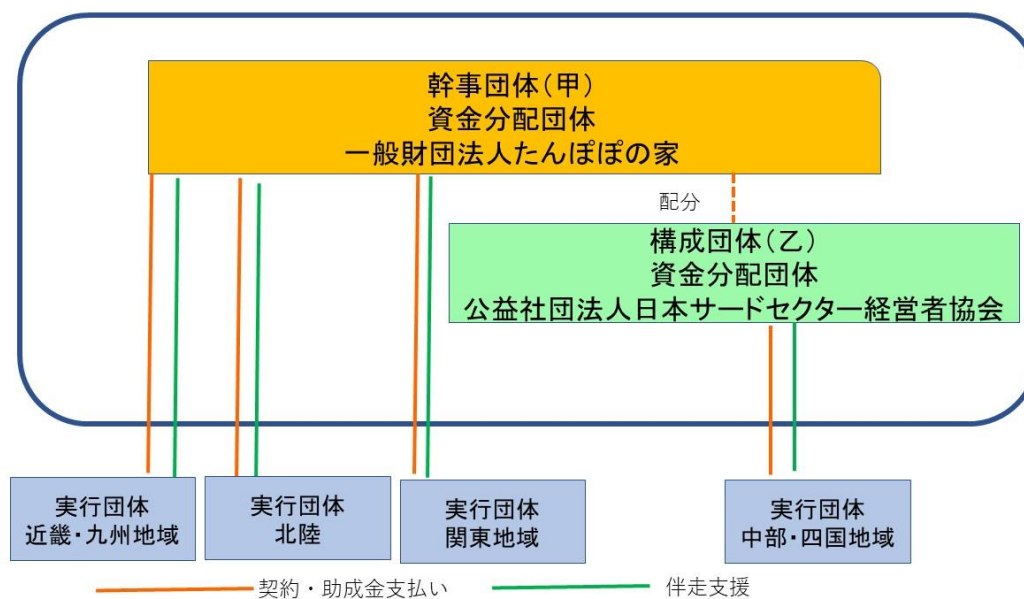 幹事団体（甲）
資金分配団体
一般財団法人たんぽぽの家
配分
構成団体（乙）
資金分配団体
公益社団法人日本サードセクター経営者協会
実行団体
近畿・九州地域
実行団体
北陸
実行団体
関東地域
実行団体
中部・四国地域
契約・助成金支払い
伴走支援